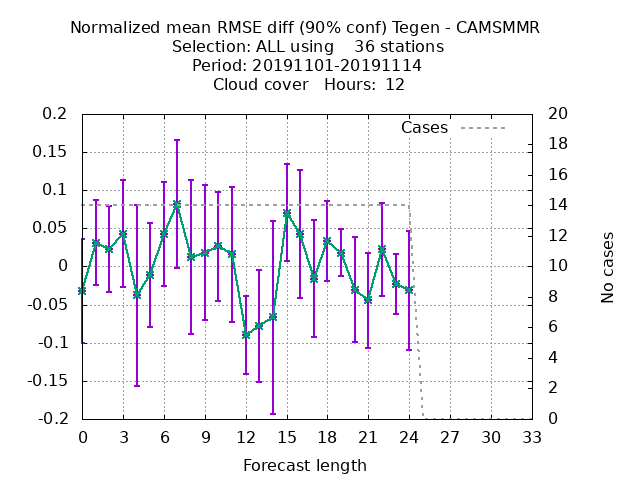 Normalized mean RMSE diff (90% conf) Tegen - CAMSMMR
Selection: ALL using    36 stations
Period: 20191101-20191114
Cloud cover   Hours:  12
Cases
0.2
0.15
0.1
0.05
0
-0.05
-0.1
-0.15
-0.2
20
18
16
14
12
10
8
6
4
2
0
No cases
0 3 6 9 12 15 18 21 24 27 30 33
Forecast length